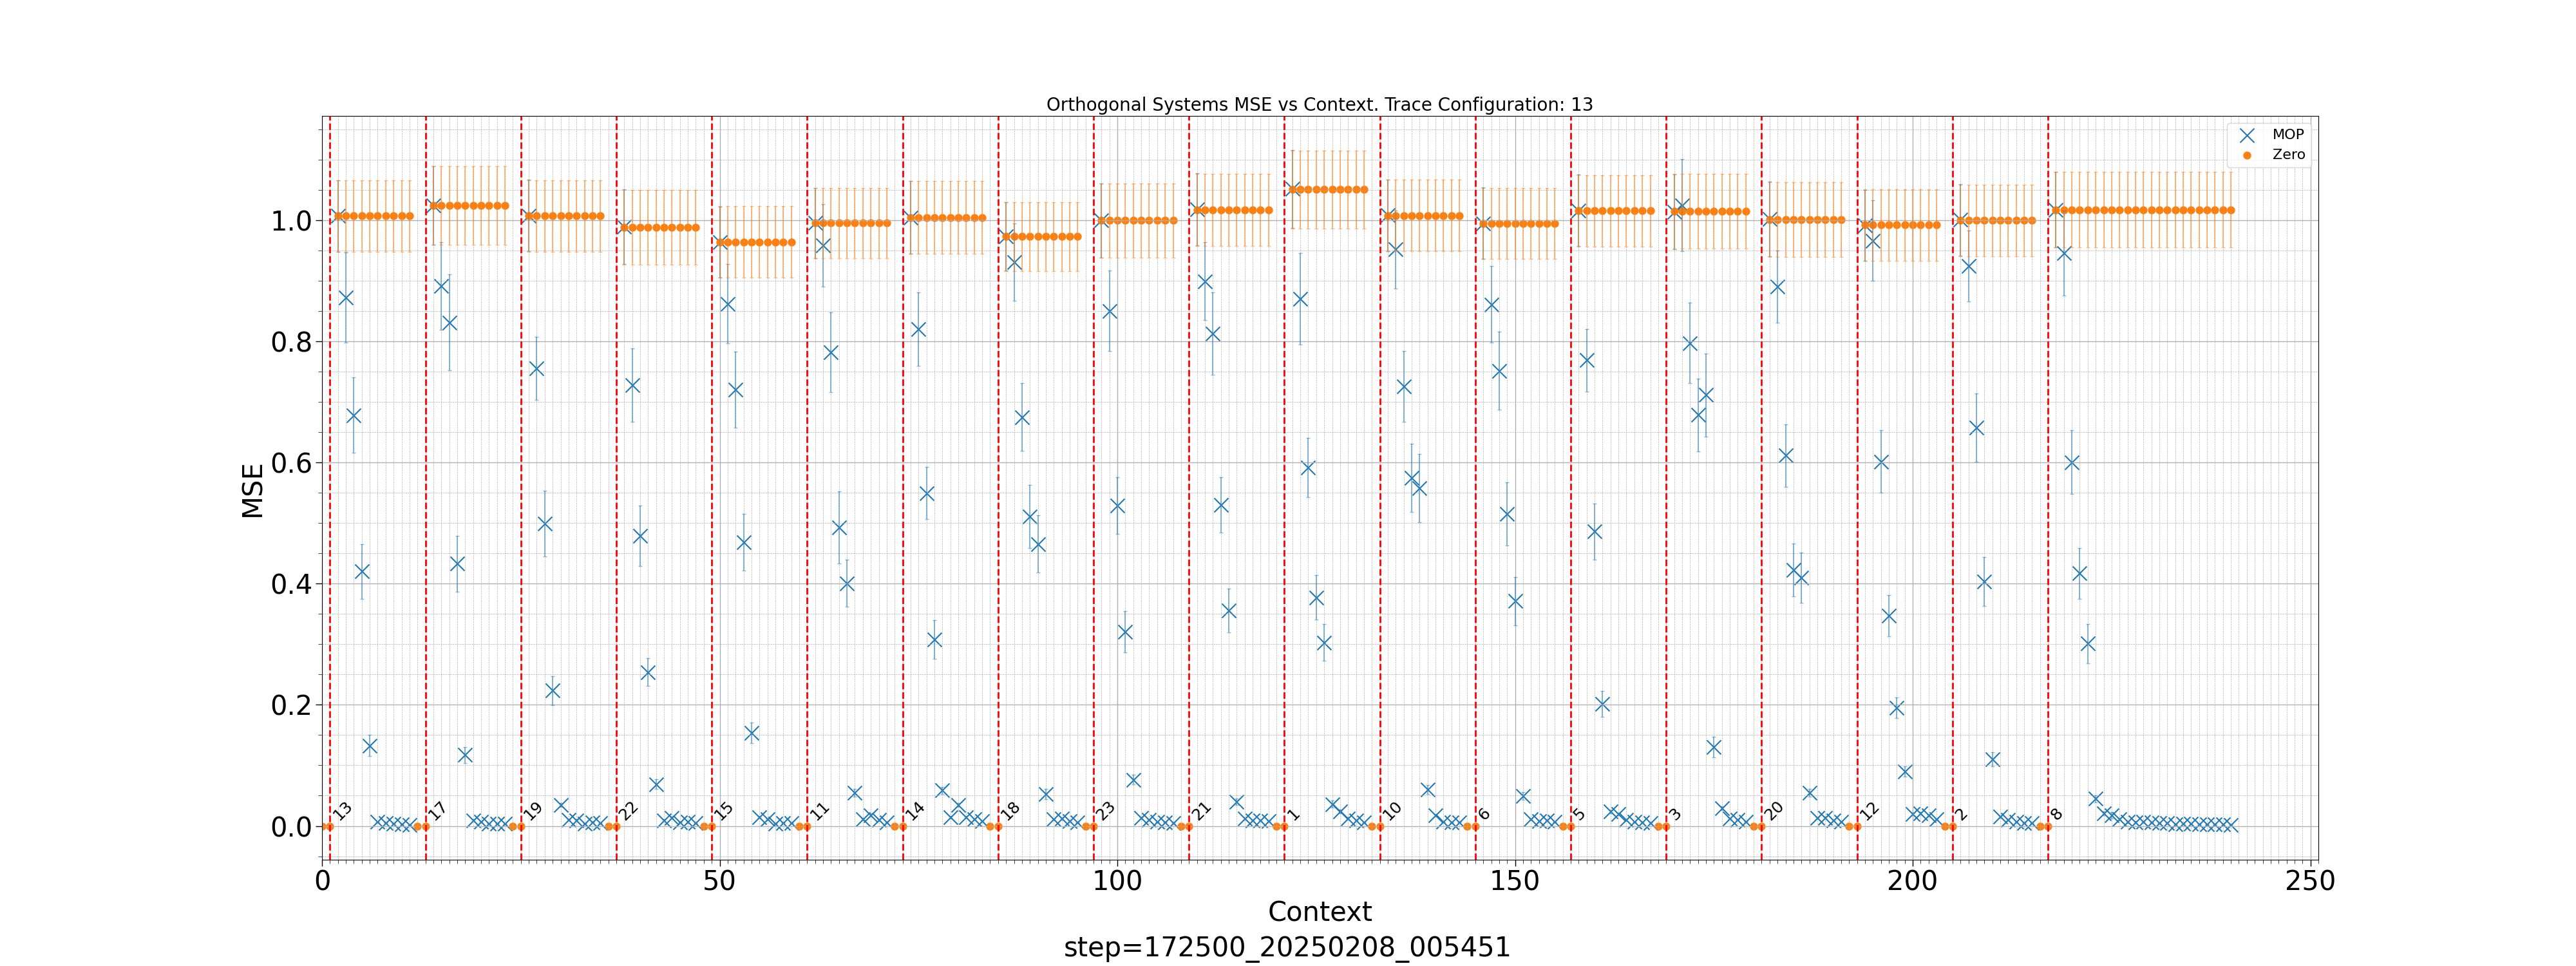 Orthogonal Systems MSE vs Context. Trace Configuration: 13
MOP
Zero
MSE
1.0
0.8
0.6
0.4
0.2
0.0
13 17 19 22 15 11 14 18 23 21 1 10 6 5 3 20 12 2 8
0 50 100 150 200 250
Context
step=172500_20250208_005451